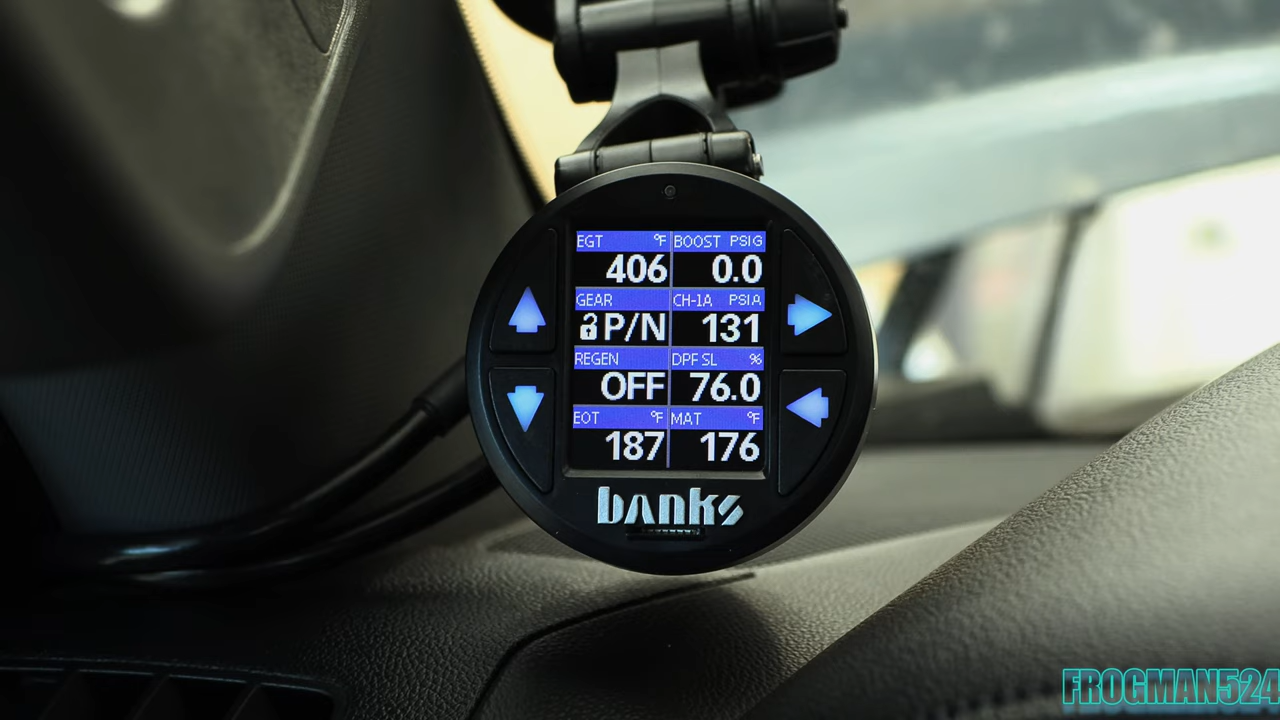 EGT °F BOOST PSIG
406 0.0
GEAR CH-1A PSIA
P/N 131
REGEN DPF SL %
OFF 76.0
EOT °F MAT °F
187 176
banks
FROGMAN524